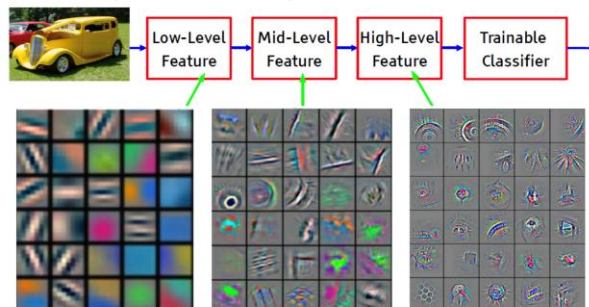 Low-Level
Feature
Mid-Level
Feature
High-Level
Feature
Trainable
Classifier